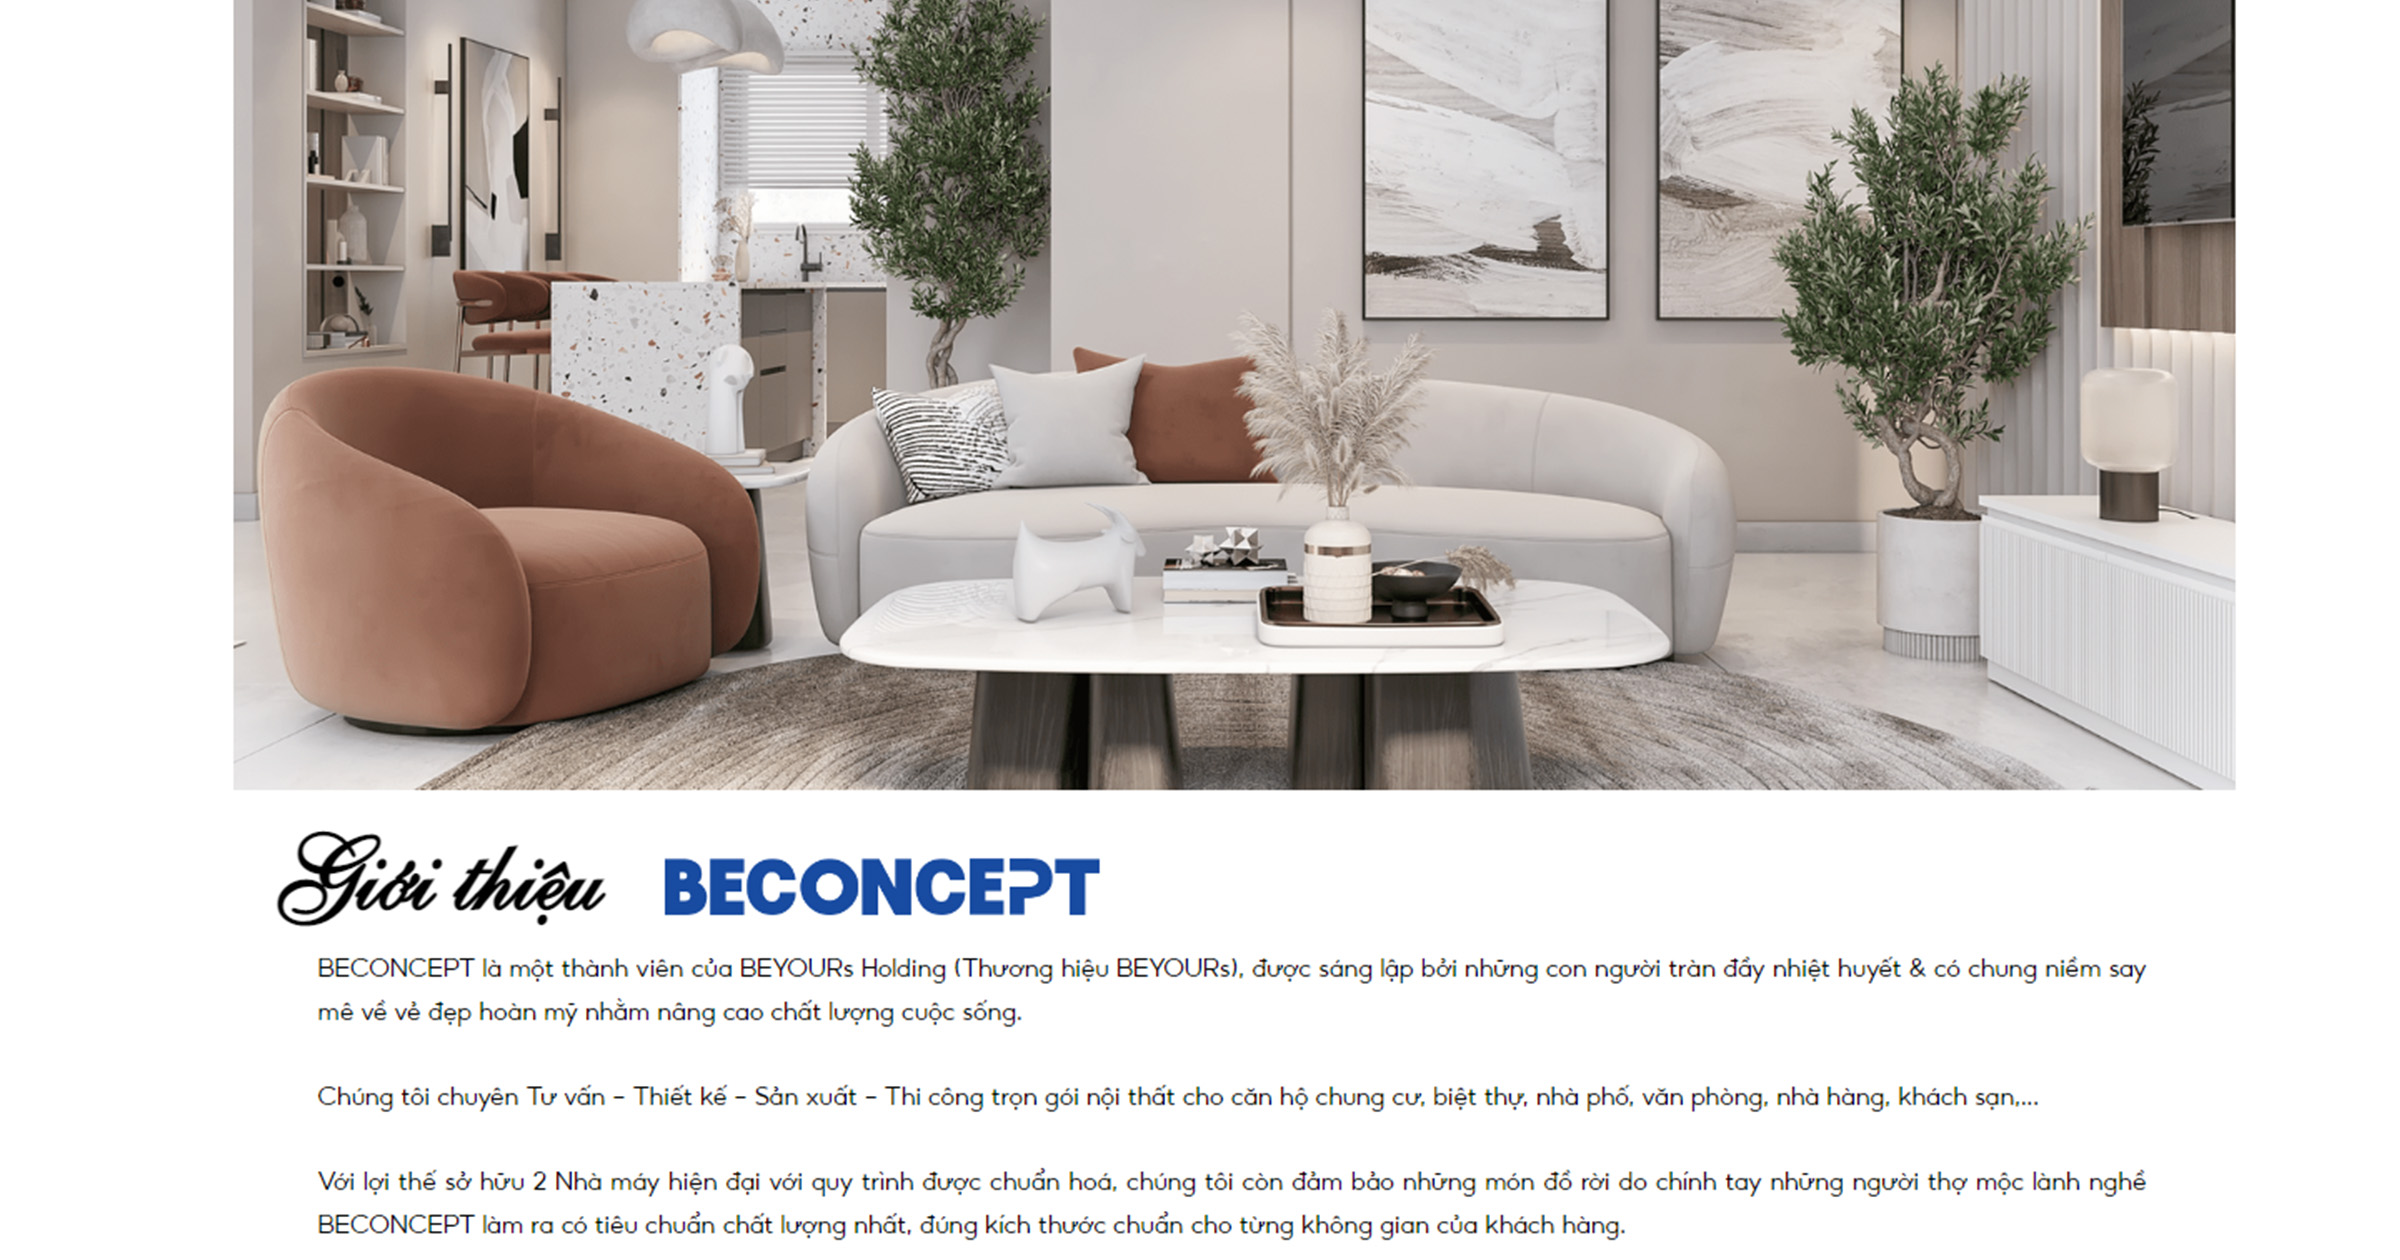 Giới thiệu BECONCEPT
BECONCEPT là một thành viên của BEYOURs Holding (Thương hiệu BEYOURs), được sáng lập bởi những con người tràn đầy nhiệt huyết & có chung niềm say
mê về vẻ đẹp hoàn mỹ nhằm nâng cao chất lượng cuộc sống.
Chúng tôi chuyên Tư vấn – Thiết kế – Sản xuất – Thi công trọn gói nội thất cho căn hộ chung cư, biệt thự, nhà phố, văn phòng, nhà hàng, khách sạn,...
Với lợi thế sở hữu 2 Nhà máy hiện đại với quy trình được chuẩn hoá, chúng tôi còn đảm bảo những món đồ rời do chính tay những người thợ mộc lành nghề
BECONCEPT làm ra có tiêu chuẩn chất lượng nhất, đúng kích thước chuẩn cho từng không gian của khách hàng.